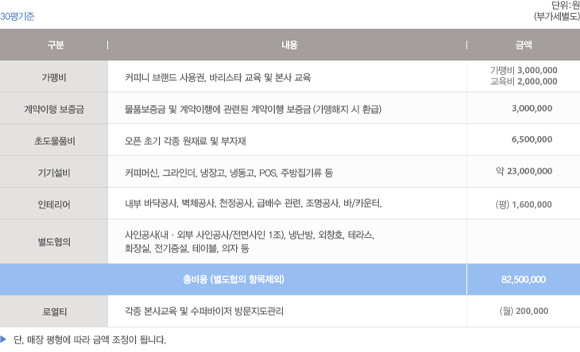 단위:원
30평기준
(부가세별도)
구분 내용 금액
가맹비 커피니 브랜드 사용권, 바리스타 교육 및 본사 교육 가맹비 3,000,000
교육비 2,000,000
계약이행 보증금 물품보증금 및 계약이행에 관련된 계약이행 보증금 (가맹해지 시 환급) 3,000,000
초도물품비 오픈 초기 각종 원재료 및 부자재 6,500,000
기기설비 커피머신, 그라인더, 냉장고, 냉동고, POS, 주방집기류 등 약 23,000,000
인테리어 내부 바닥공사, 벽체공사, 천정공사, 급배수 관련, 조명공사, 바/카운터, (평) 1,600,000
별도협의 사인공사(내 · 외부 사인공사/전면사인 1조), 냉난방, 외창호, 테라스,
화장실, 전기증설, 테이블, 의자 등
총비용 (별도협의 항목제외) 82,500,000
로열티 각종 본사교육 및 수퍼바이저 방문지도관리 (월) 200,000
▶ 단, 매장 평형에 따라 금액 조정이 됩니다.